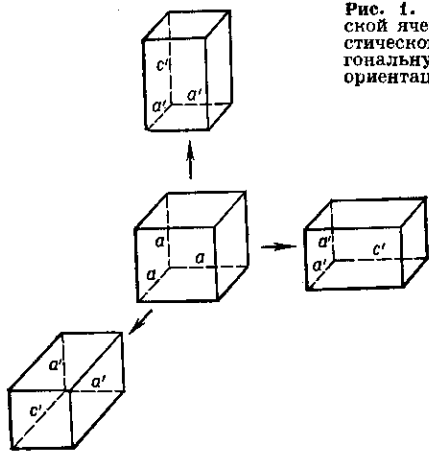 Рис. 1.
ской яче
стическо
гональну
ориентац
c'
a' a'
a
a a
a'
a' c'
a'
a'
c'